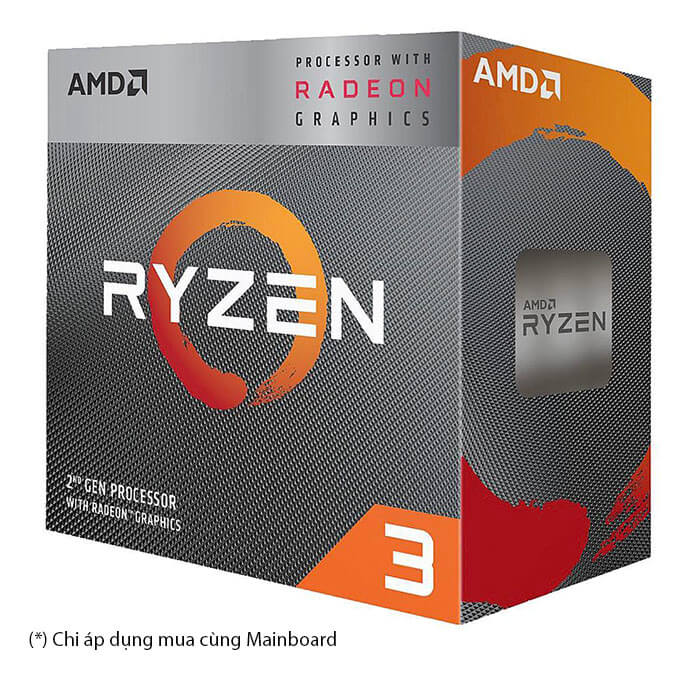 AMD
PROCESSOR WITH
RADEON
GRAPHICS
RYZEN
2ND GEN PROCESSOR
WITH RADEON™ GRAPHICS
3
AMD
AMD
RYZEN
(*) Chỉ áp dụng mua cùng Mainboard